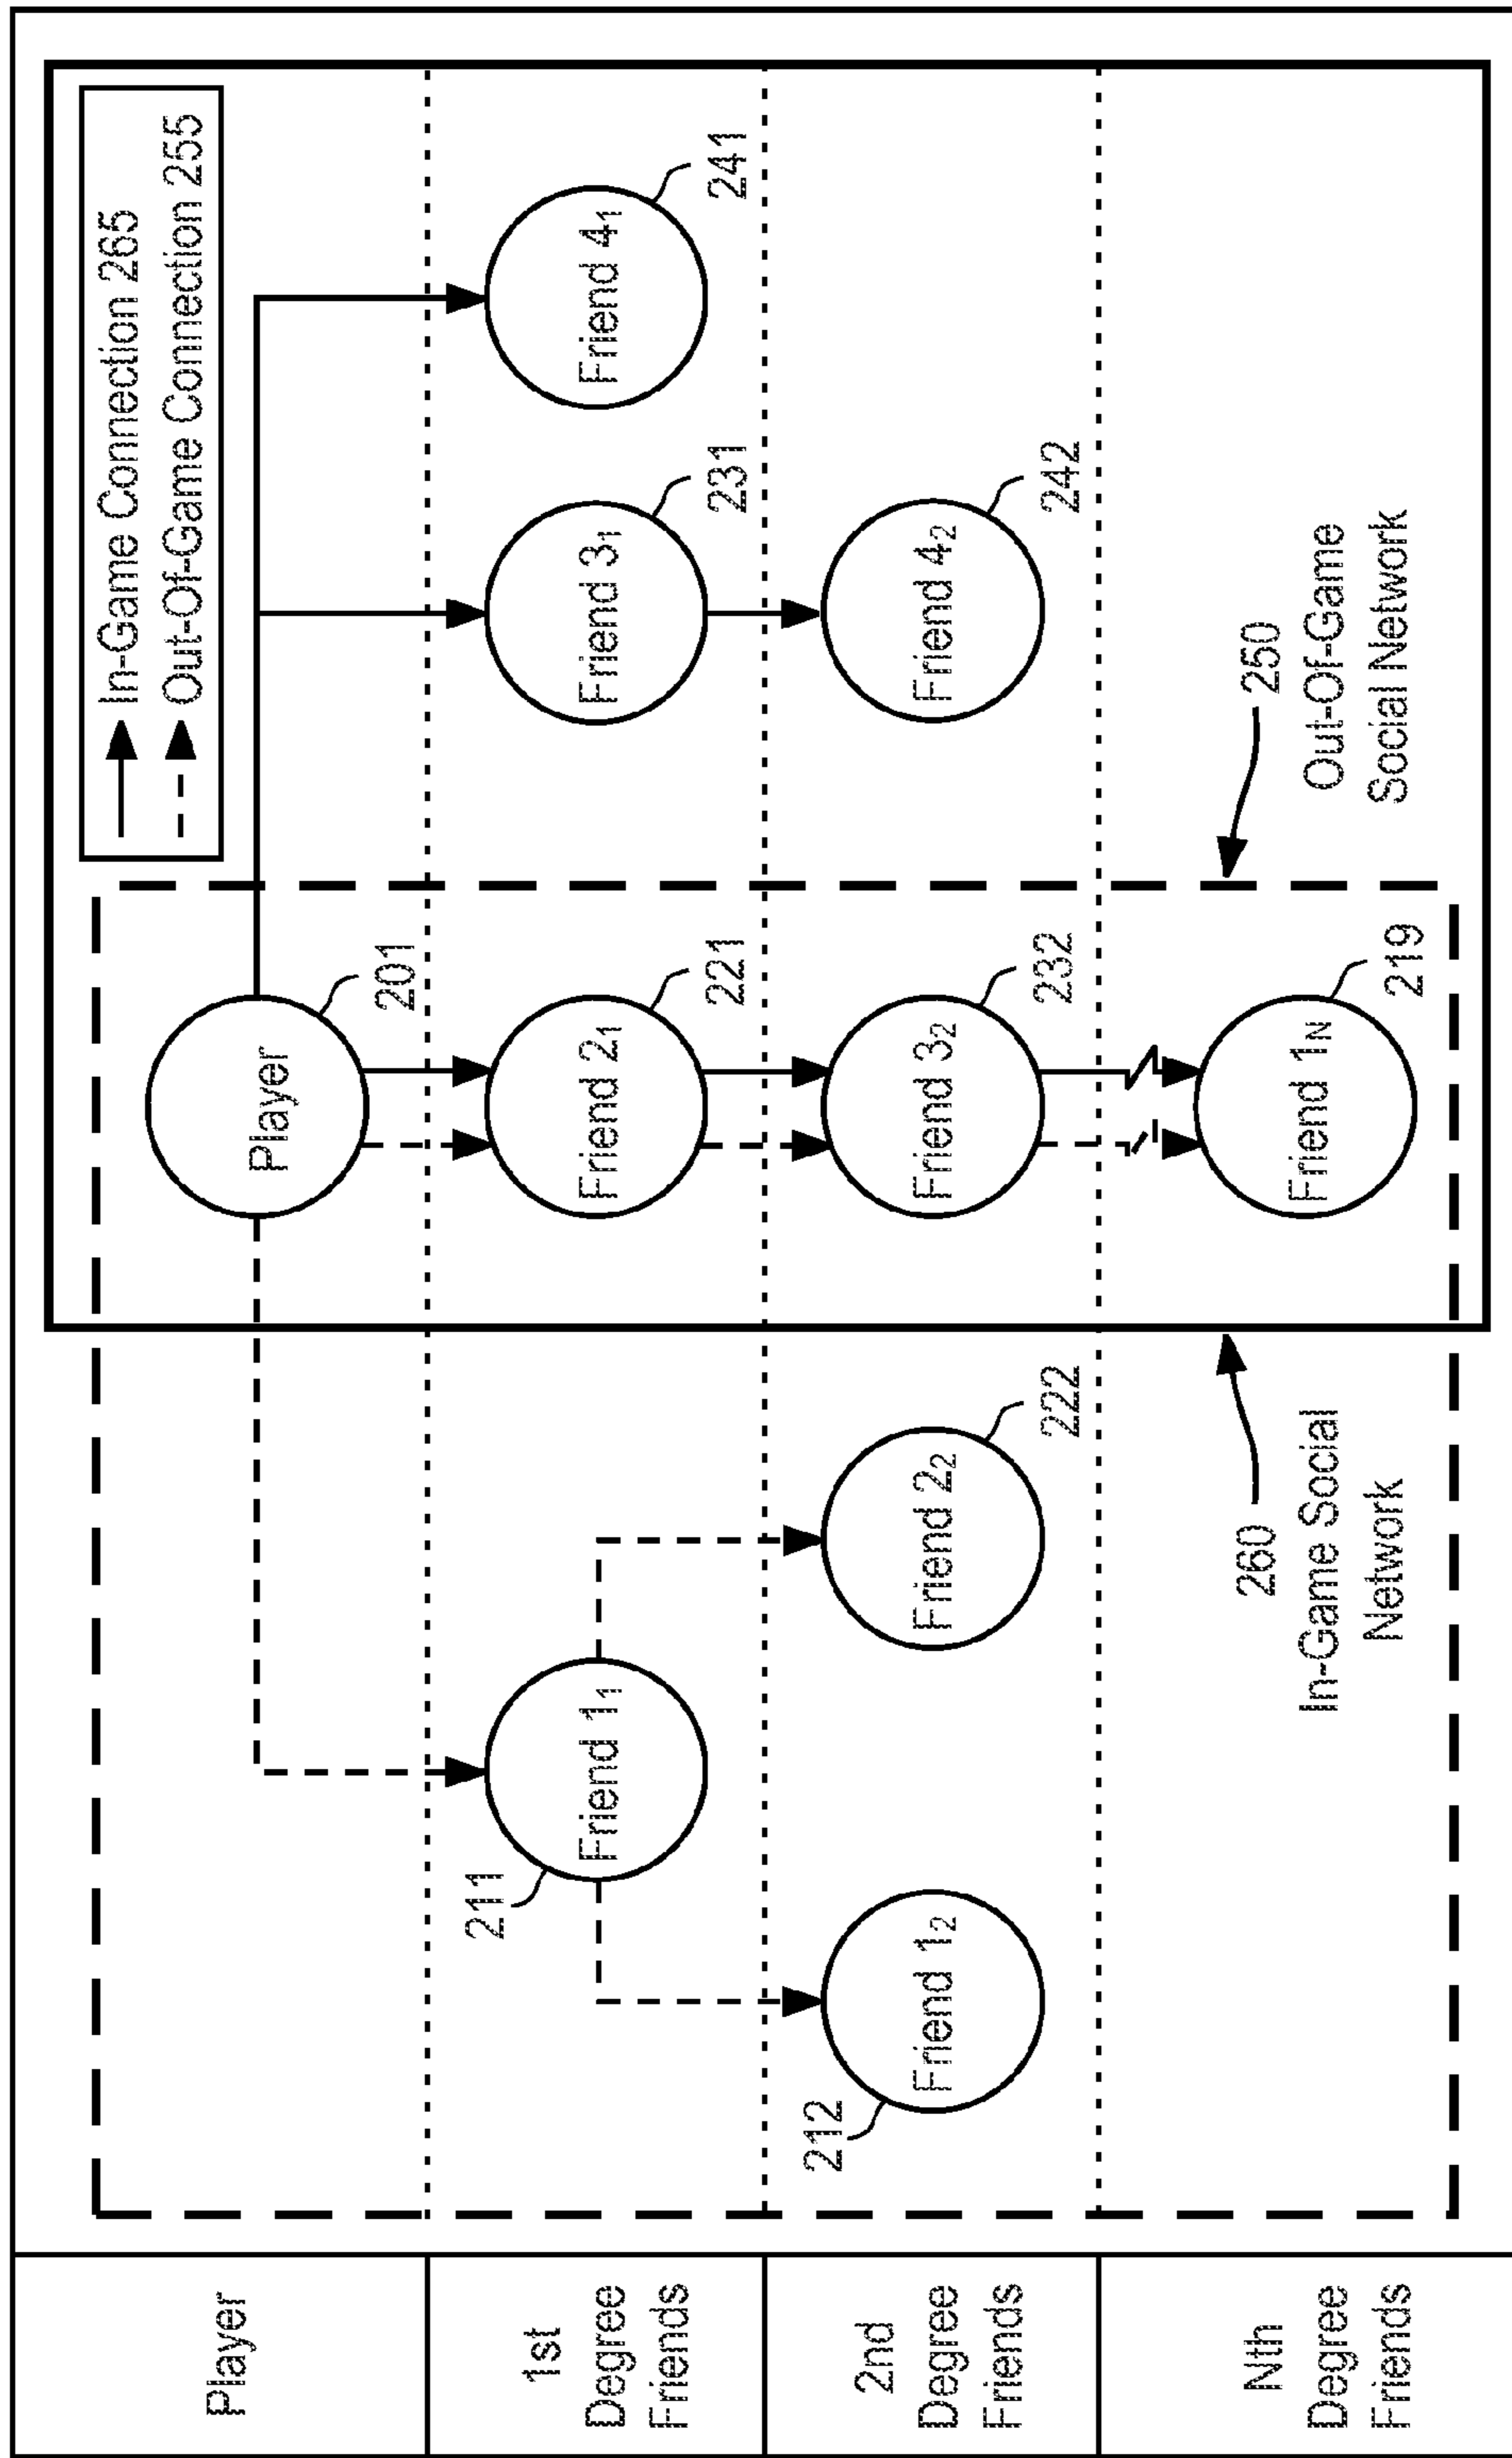 In-Game Connection 265
Out-Of-Game Connection 255
Player
Player
201
1st
Degree
Friends
211
Friend 1₁
Friend 2₁
221
Friend 3₁
231
Friend 4₁
241
2nd
Degree
Friends
212
Friend 1₂
Friend 2₂
222
Friend 3₂
232
Friend 4₂
242
Nth
Degree
Friends
260
In-Game Social
Network
Friend 1ɴ
219
250
Out-Of-Game
Social Network